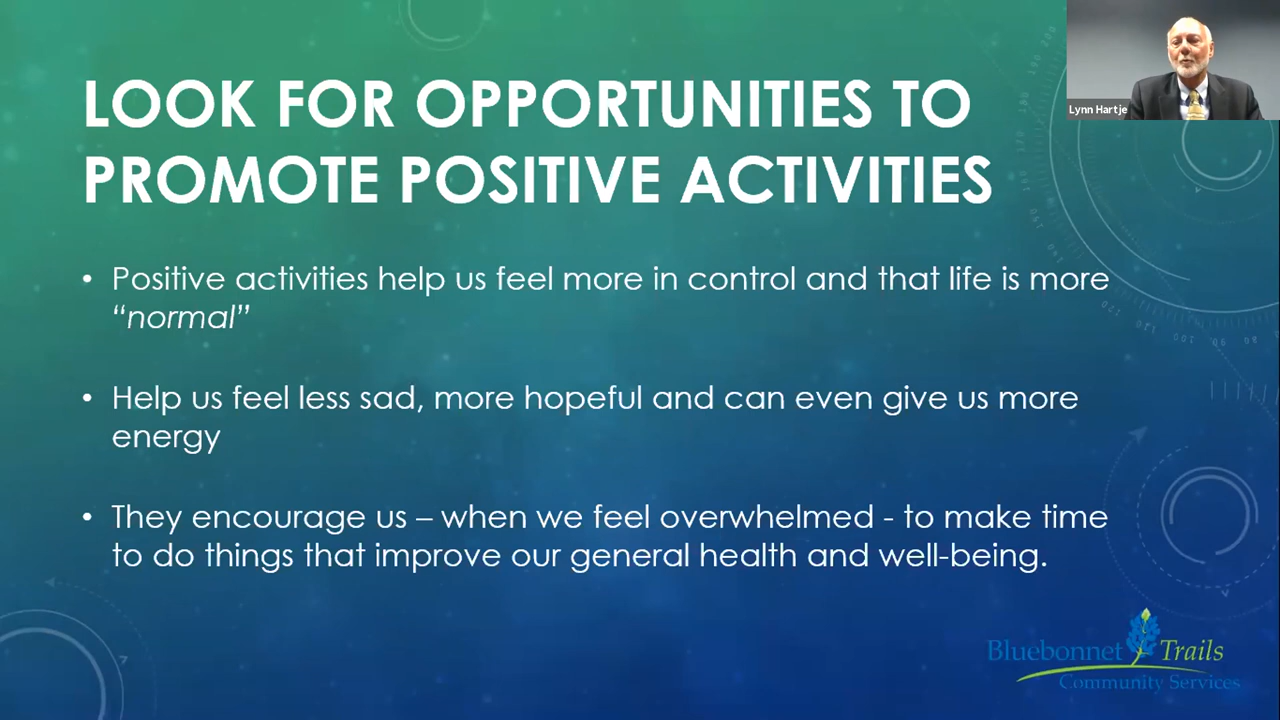 LOOK FOR OPPORTUNITIES TO
PROMOTE POSITIVE ACTIVITIES
Lynn Hartje
• Positive activities help us feel more in control and that life is more
“normal”
• Help us feel less sad, more hopeful and can even give us more
energy
• They encourage us – when we feel overwhelmed - to make time
to do things that improve our general health and well-being.
Bluebonnet Trails
Community Services